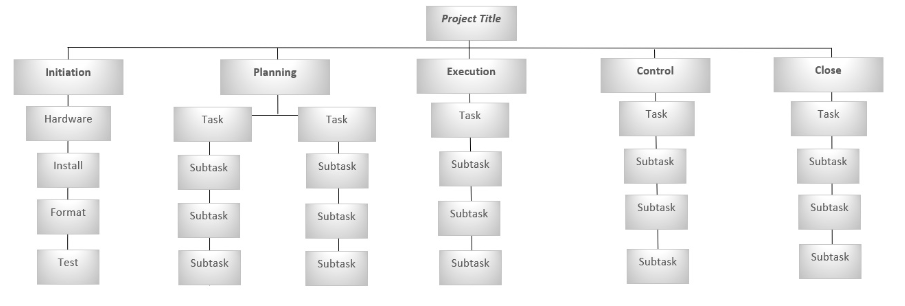 Project Title
Initiation
Planning
Execution
Control
Close
Hardware
Task
Task
Task
Task
Task
Install
Subtask
Subtask
Subtask
Subtask
Subtask
Format
Subtask
Subtask
Subtask
Subtask
Subtask
Test
Subtask
Subtask
Subtask
Subtask
Subtask